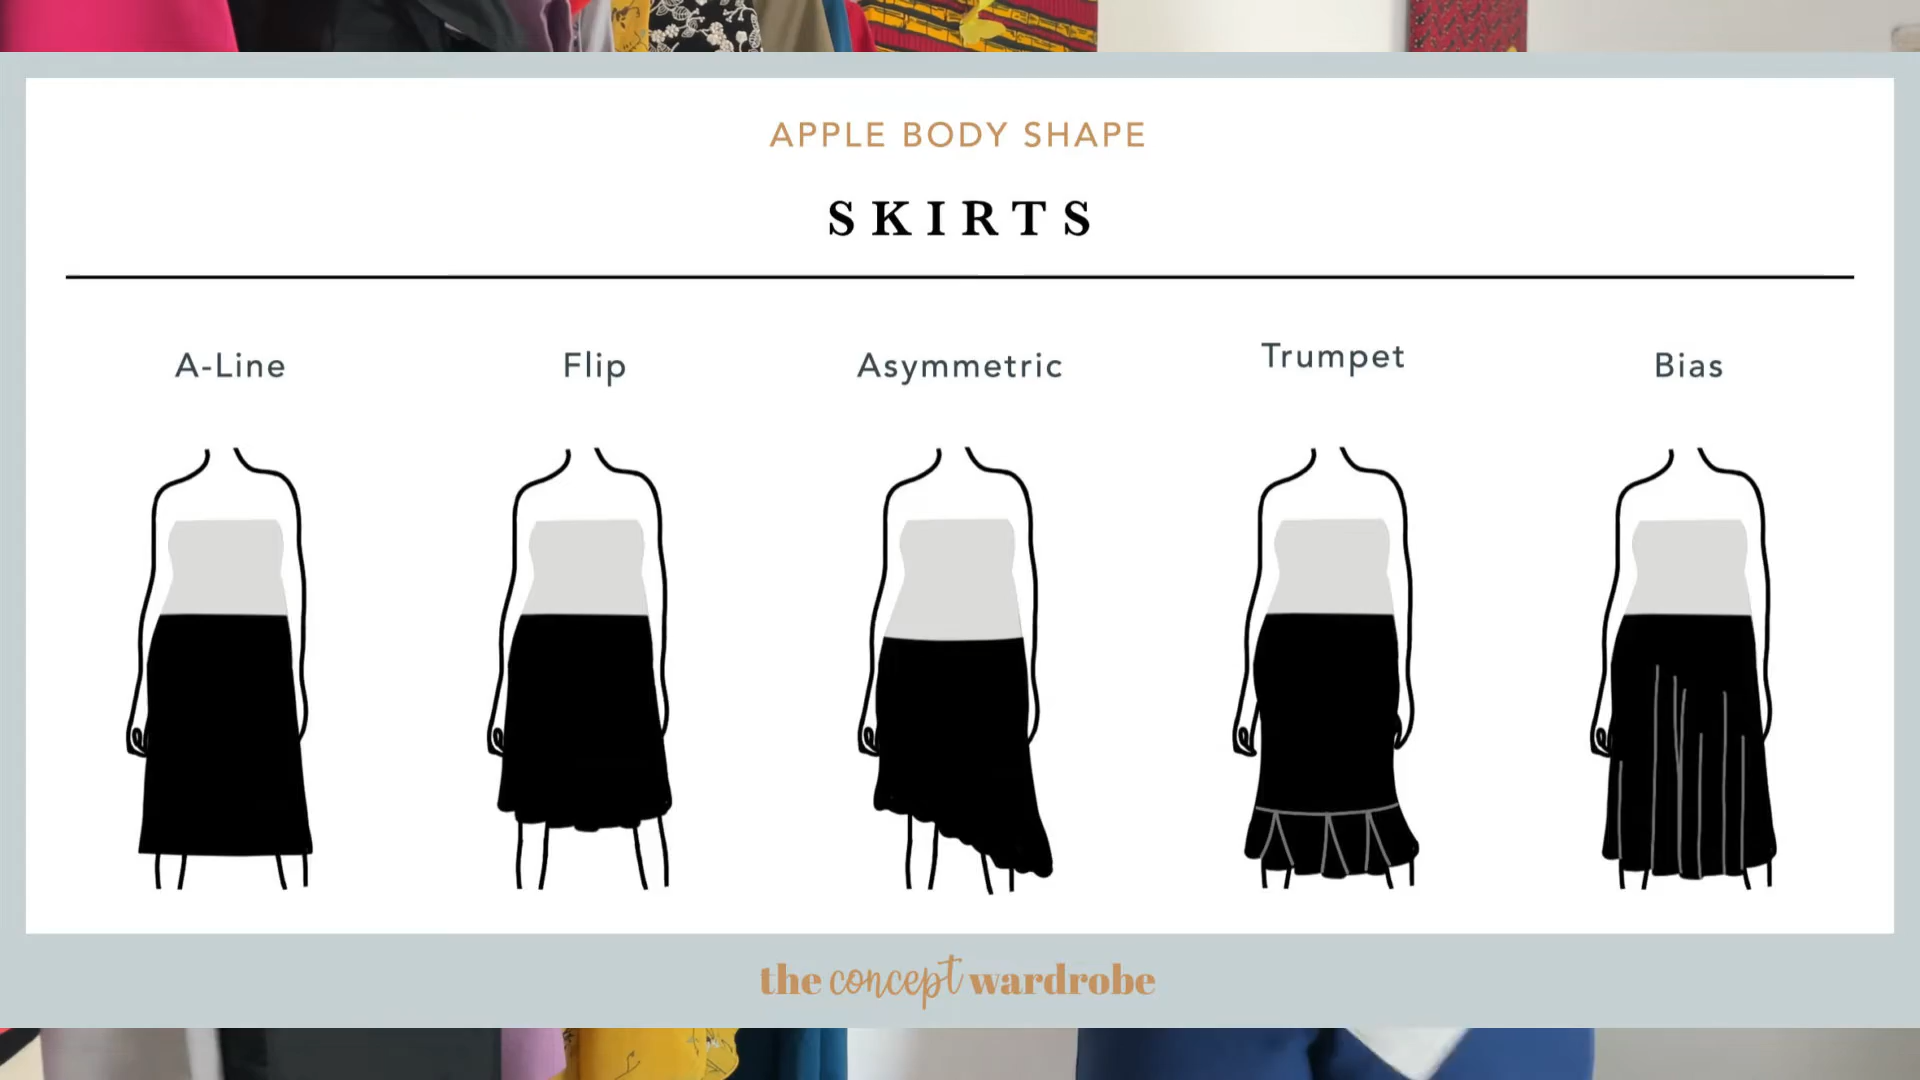 APPLE BODY SHAPE
SKIRTS
A-Line
Flip
Asymmetric
Trumpet
Bias
the concept wardrobe